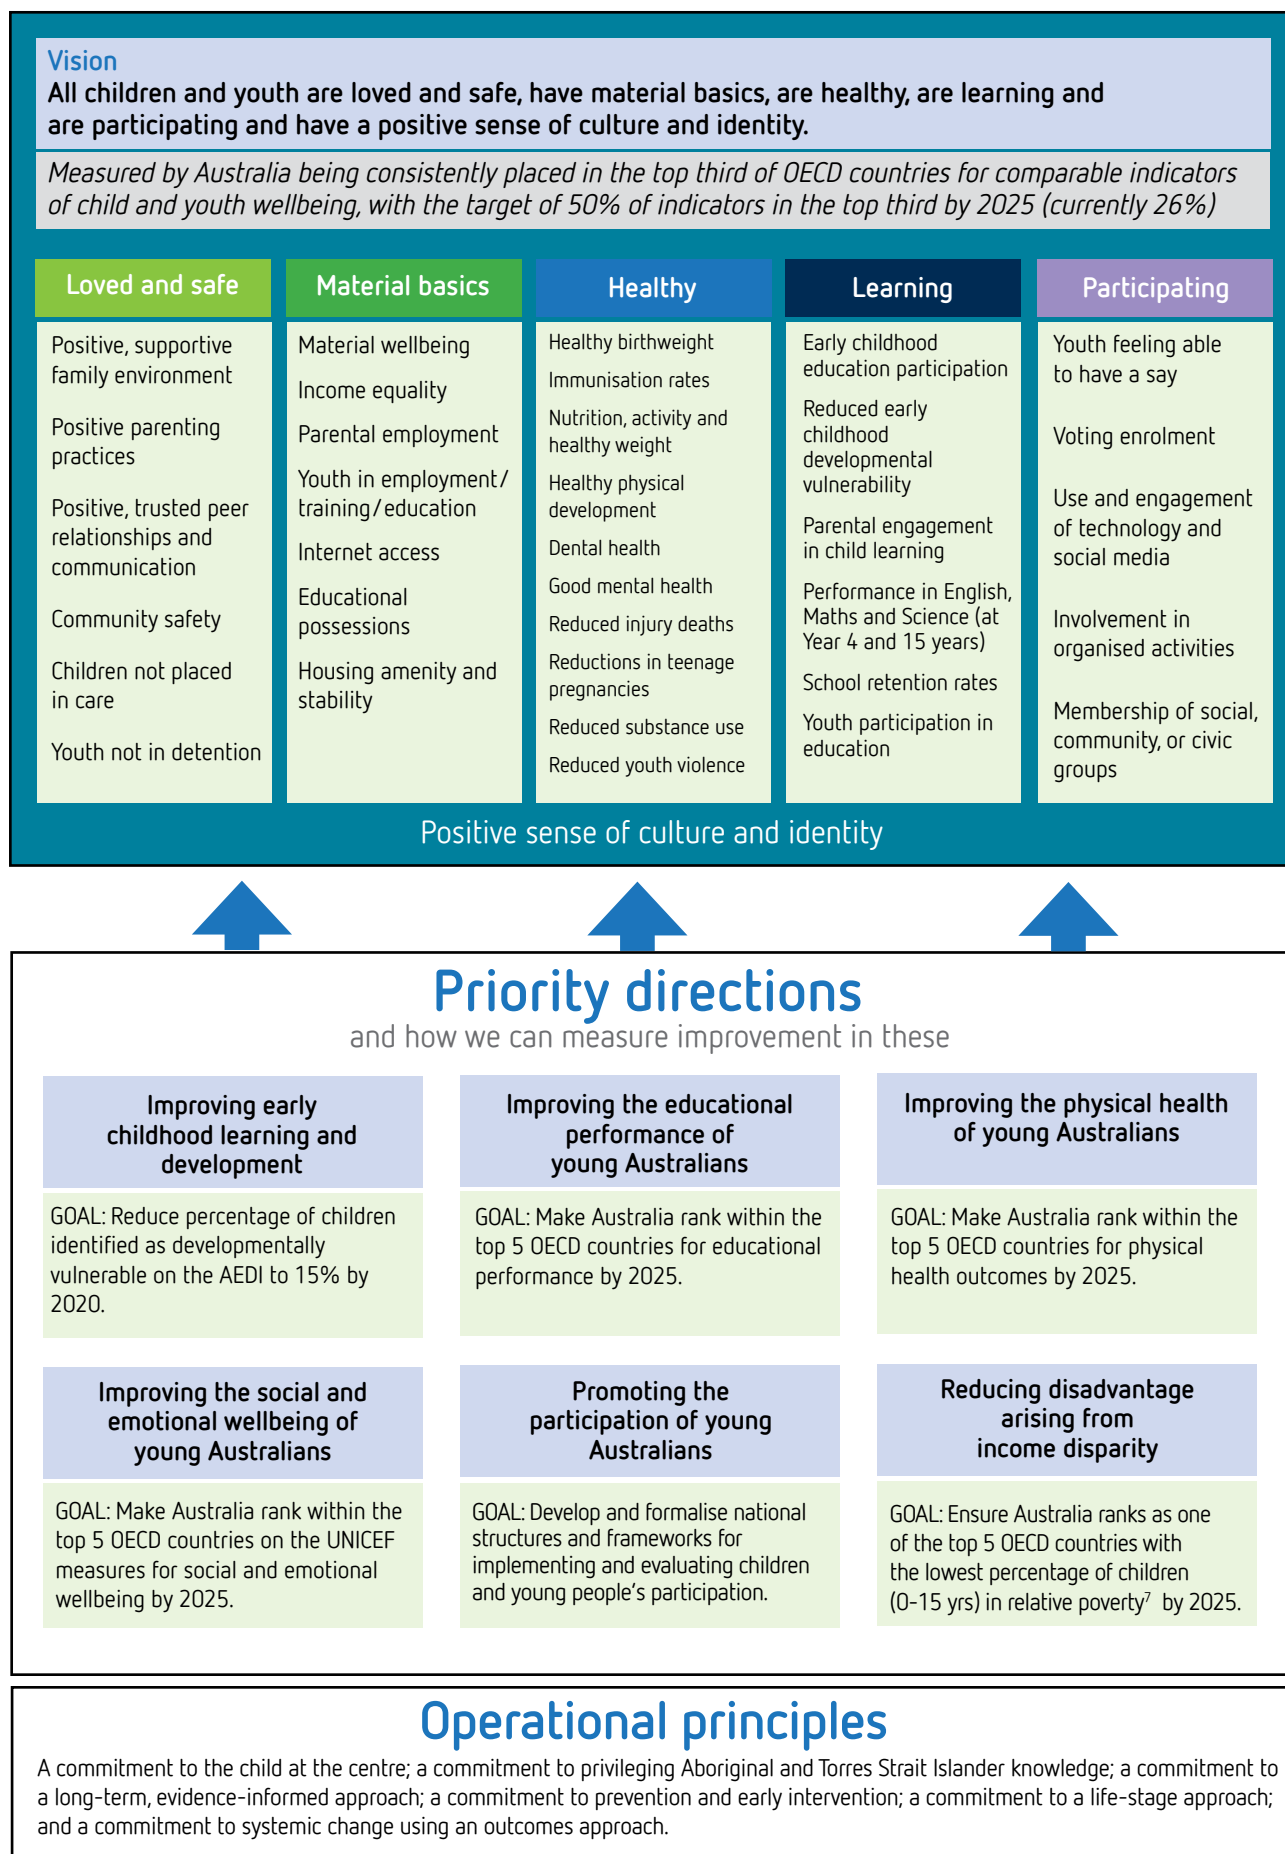 Vision
All children and youth are loved and safe, have material basics, are healthy, are learning and
are participating and have a positive sense of culture and identity.
Measured by Australia being consistently placed in the top third of OECD countries for comparable indicators
of child and youth wellbeing, with the target of 50% of indicators in the top third by 2025 (currently 26%)
Loved and safe
Positive, supportive
family environment
Positive parenting
practices
Positive, trusted peer
relationships and
communication
Community safety
Children not placed
in care
Youth not in detention
Material basics
Material wellbeing
Income equality
Parental employment
Youth in employment/
training/education
Internet access
Educational
possessions
Housing amenity and
stability
Healthy
Healthy birthweight
Immunisation rates
Nutrition, activity and
healthy weight
Healthy physical
development
Dental health
Good mental health
Reduced injury deaths
Reductions in teenage
pregnancies
Reduced substance use
Reduced youth violence
Learning
Early childhood
education participation
Reduced early
childhood
developmental
vulnerability
Parental engagement
in child learning
Performance in English,
Maths and Science (at
Year 4 and 15 years)
School retention rates
Youth participation in
education
Participating
Youth feeling able
to have a say
Voting enrolment
Use and engagement
of technology and
social media
Involvement in
organised activities
Membership of social,
community, or civic
groups
Positive sense of culture and identity
Priority directions
and how we can measure improvement in these
Improving early
childhood learning and
development
GOAL: Reduce percentage of children
identified as developmentally
vulnerable on the AEDI to 15% by
2020.
Improving the educational
performance of
young Australians
GOAL: Make Australia rank within the
top 5 OECD countries for educational
performance by 2025.
Improving the physical health
of young Australians
GOAL: Make Australia rank within the
top 5 OECD countries for physical
health outcomes by 2025.
Improving the social and
emotional wellbeing of
young Australians
GOAL: Make Australia rank within the
top 5 OECD countries on the UNICEF
measures for social and emotional
wellbeing by 2025.
Promoting the
participation of young
Australians
GOAL: Develop and formalise national
structures and frameworks for
implementing and evaluating children
and young people's participation.
Reducing disadvantage
arising from
income disparity
GOAL: Ensure Australia ranks as one
of the top 5 OECD countries with
the lowest percentage of children
(0-15 yrs) in relative poverty⁷ by 2025.
Operational principles
A commitment to the child at the centre; a commitment to privileging Aboriginal and Torres Strait Islander knowledge; a commitment to
a long-term, evidence-informed approach; a commitment to prevention and early intervention; a commitment to a life-stage approach;
and a commitment to systemic change using an outcomes approach.